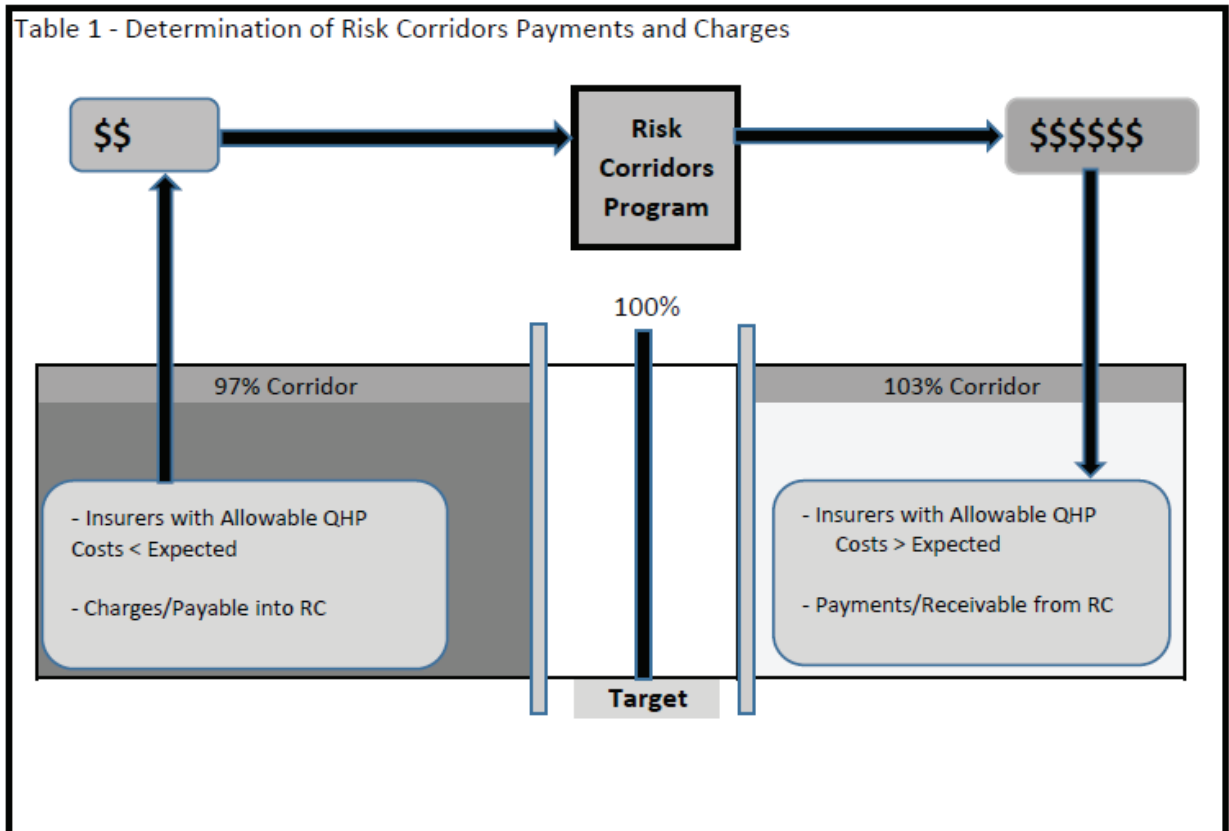 Table 1 - Determination of Risk Corridors Payments and Charges
$$
Risk
Corridors
Program
$$$$$$
100%
97% Corridor
103% Corridor
- Insurers with Allowable QHP
Costs < Expected
- Charges/Payable into RC
- Insurers with Allowable QHP
Costs > Expected
- Payments/Receivable from RC
Target